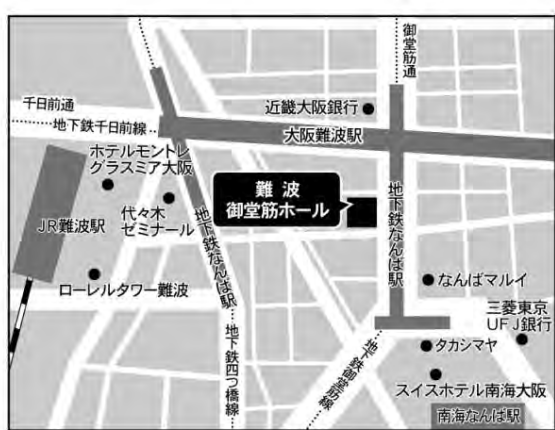 御堂筋通
千日前通
地下鉄千日前線
近畿大阪銀行
大阪難波駅
ホテルモントレ
グラスミア大阪
代々木
ゼミナール
難波
御堂筋ホール
JR難波駅
地下鉄なんば駅
地下鉄なんば駅
ローレルタワー難波
なんばマルイ
三菱東京
UFJ銀行
地下鉄四つ橋線
地下鉄御堂筋線
タカシマヤ
スイスホテル南海大阪
南海なんば駅